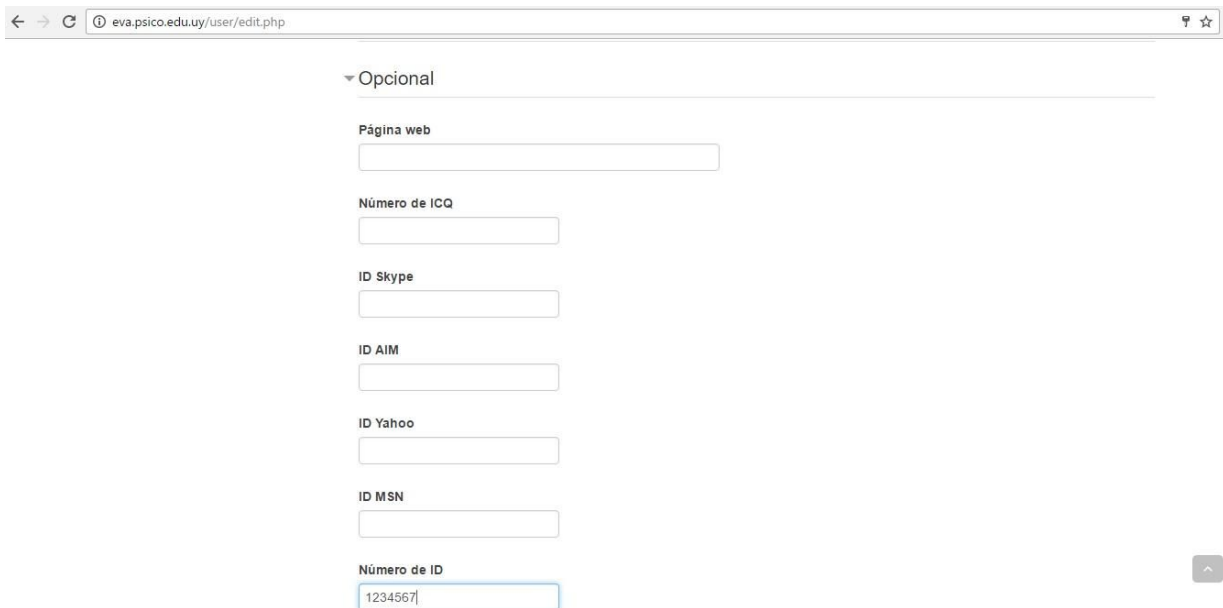 eva.psico.edu.uy/user/edit.php
Opcional
Página web
Número de ICQ
ID Skype
ID AIM
ID Yahoo
ID MSN
Número de ID
1234567